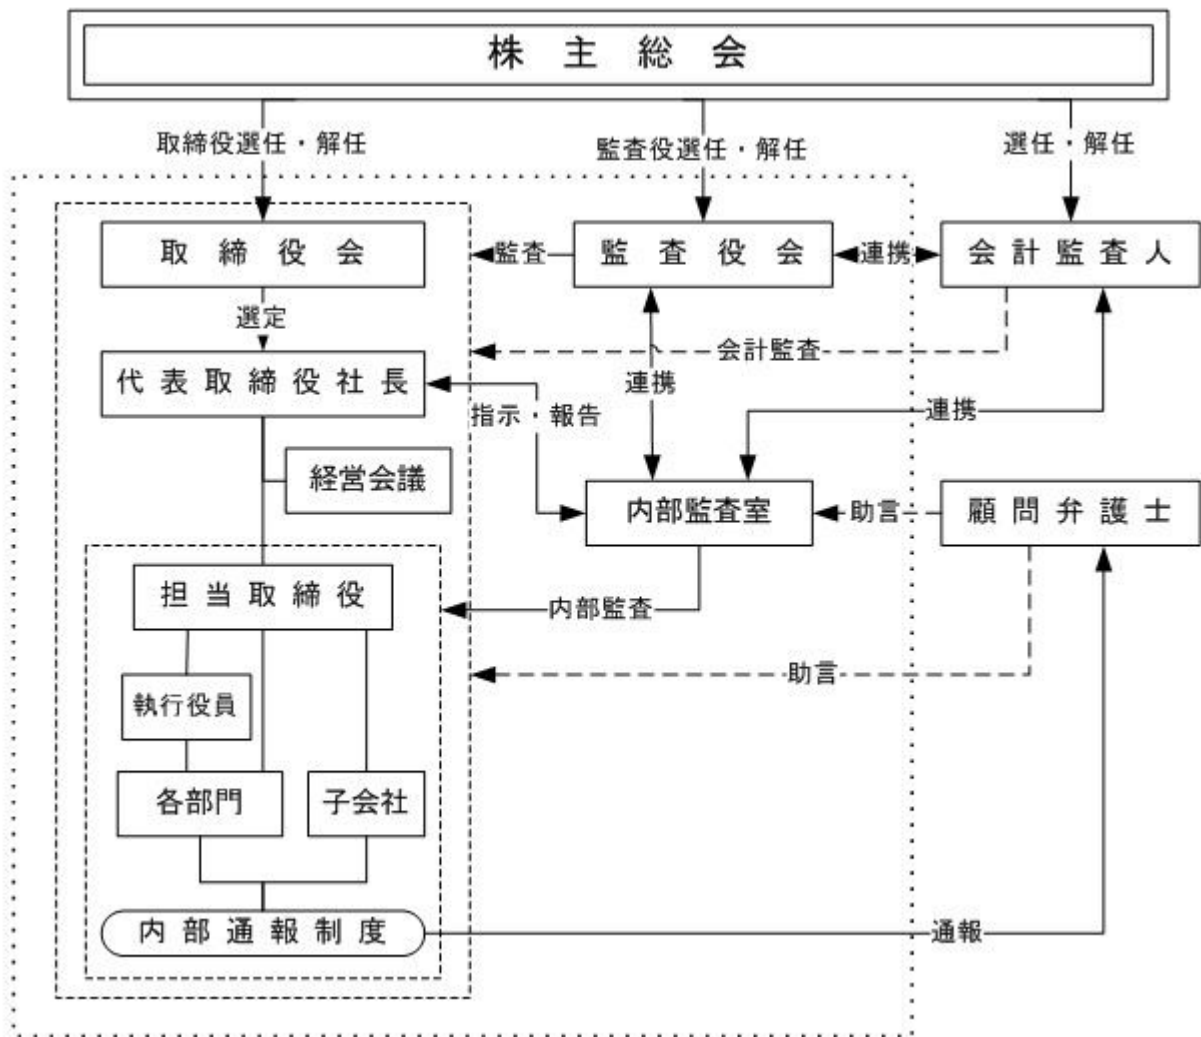 株主総会
取締役選任・解任
監査役選任・解任
選任・解任
取締役会
監査
監査役会
連携
会計監査人
選定
会計監査
代表取締役社長
連携
指示・報告
連携
経営会議
内部監査室
助言
顧問弁護士
担当取締役
内部監査
助言
執行役員
各部門
子会社
内部通報制度
通報